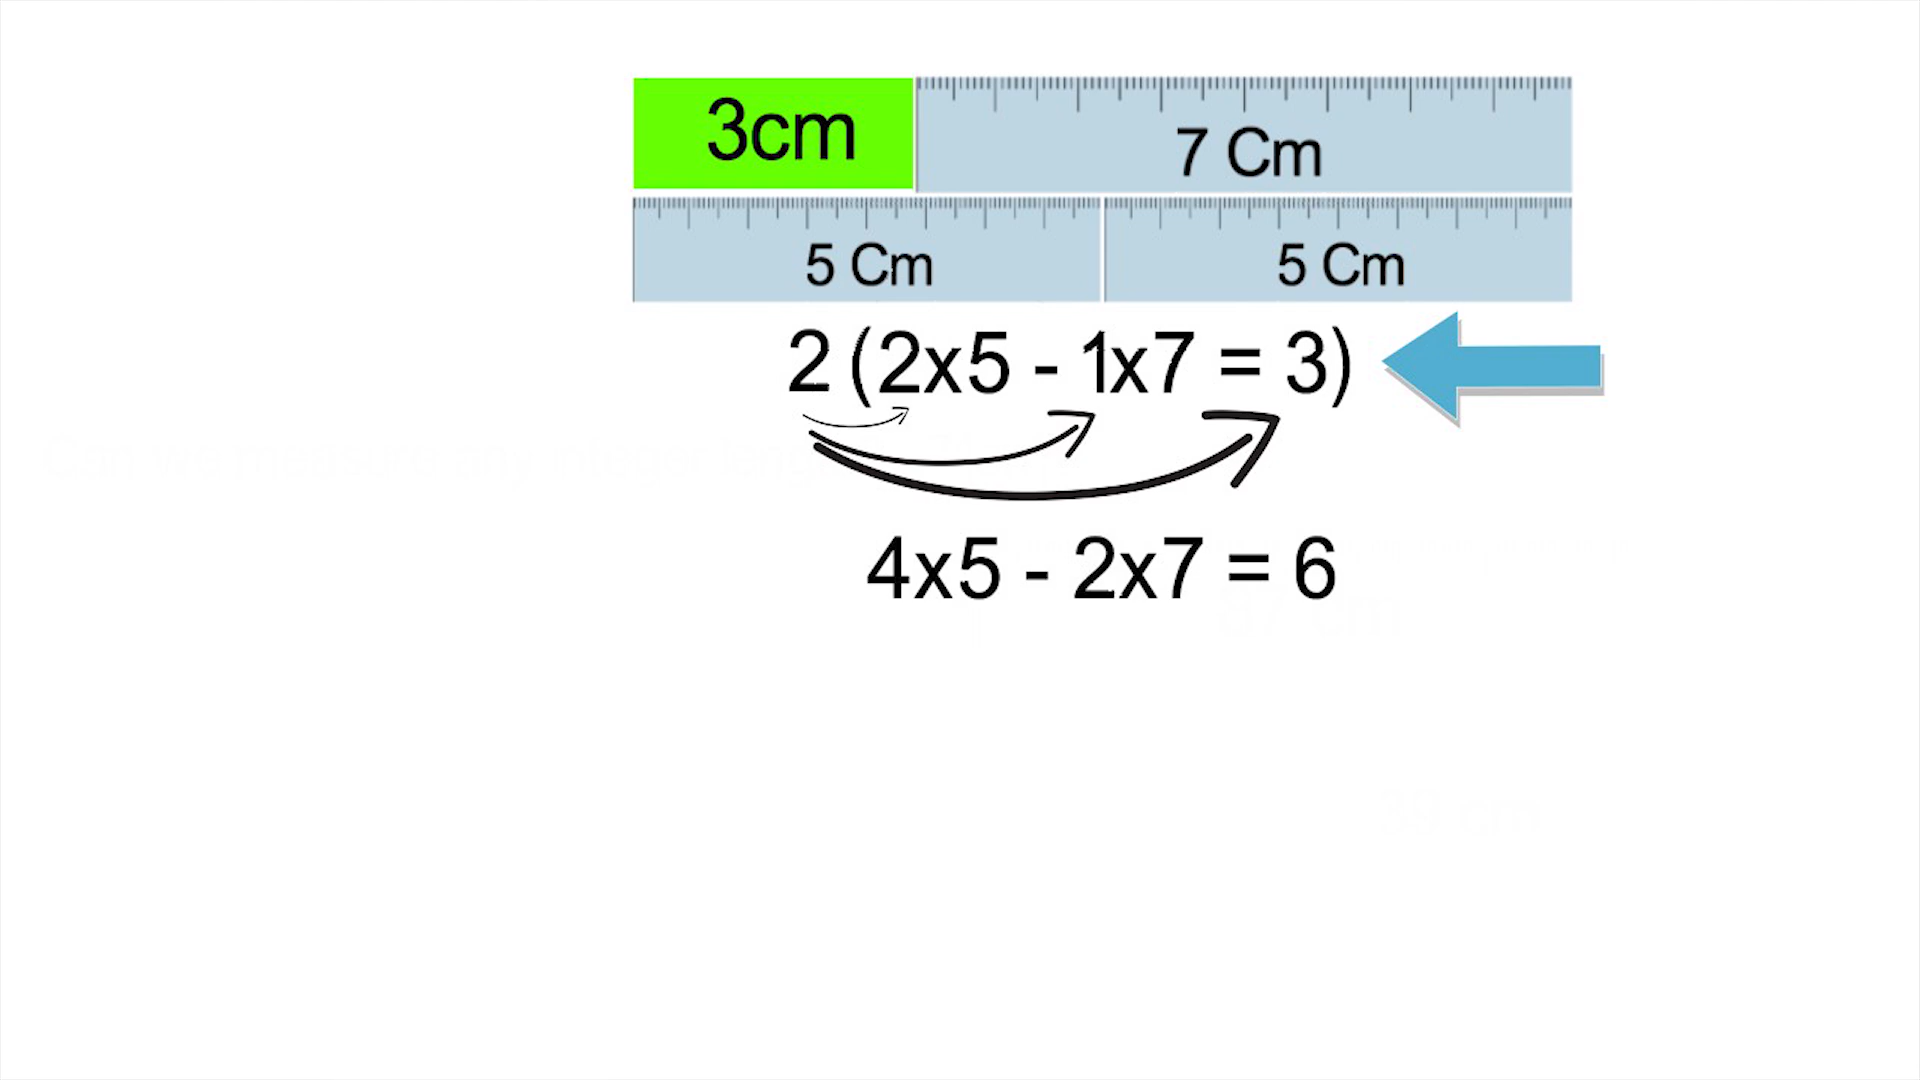 3cm
7 Cm
5 Cm 5 Cm
2 (2x5 - 1x7 = 3)
4x5 - 2x7 = 6